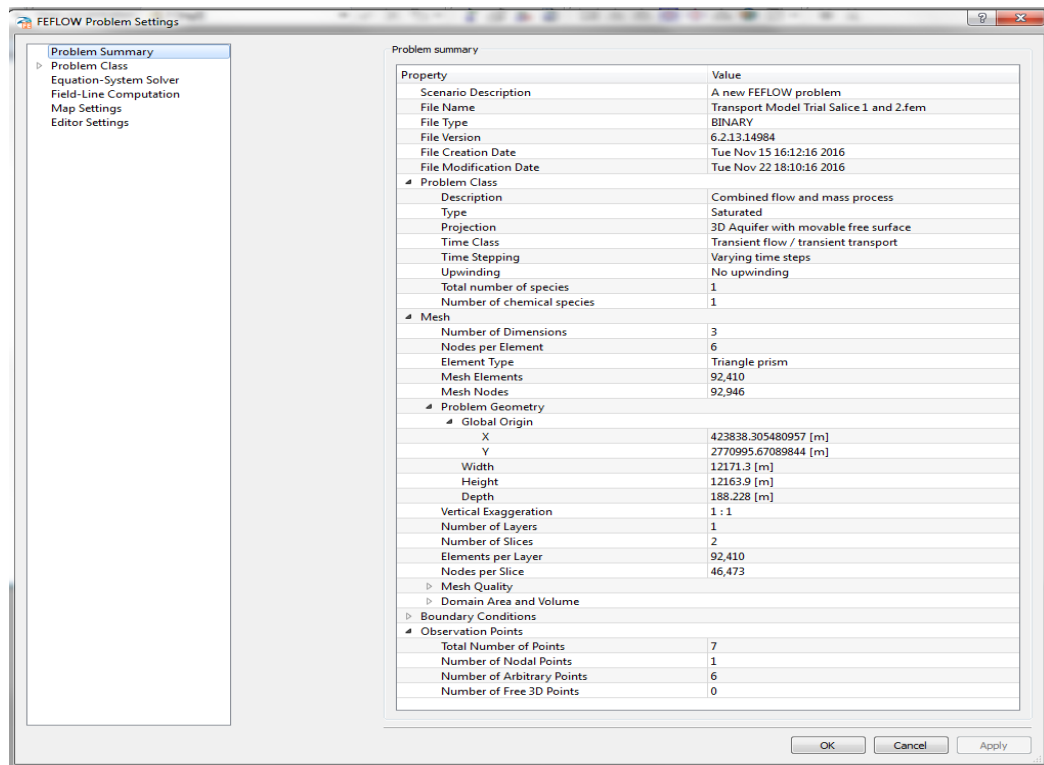 FEFLOW Problem Settings
Problem Summary
Problem Class
Equation-System Solver
Field-Line Computation
Map Settings
Editor Settings
Problem summary
Property Value
Scenario Description A new FEFLOW problem
File Name Transport Model Trial Salice 1 and 2.fem
File Type BINARY
File Version 6.2.13.14984
File Creation Date Tue Nov 15 16:12:16 2016
File Modification Date Tue Nov 22 18:10:16 2016
Problem Class
Description Combined flow and mass process
Type Saturated
Projection 3D Aquifer with movable free surface
Time Class Transient flow / transient transport
Time Stepping Varying time steps
Upwinding No upwinding
Total number of species 1
Number of chemical species 1
Mesh
Number of Dimensions 3
Nodes per Element 6
Element Type Triangle prism
Mesh Elements 92,410
Mesh Nodes 92,946
Problem Geometry
Global Origin
X 423838.305480957 [m]
Y 2770995.67089844 [m]
Width 12171.3 [m]
Height 12163.9 [m]
Depth 188.228 [m]
Vertical Exaggeration 1 : 1
Number of Layers 1
Number of Slices 2
Elements per Layer 92,410
Nodes per Slice 46,473
Mesh Quality
Domain Area and Volume
Boundary Conditions
Observation Points
Total Number of Points 7
Number of Nodal Points 1
Number of Arbitrary Points 6
Number of Free 3D Points 0
OK Cancel Apply